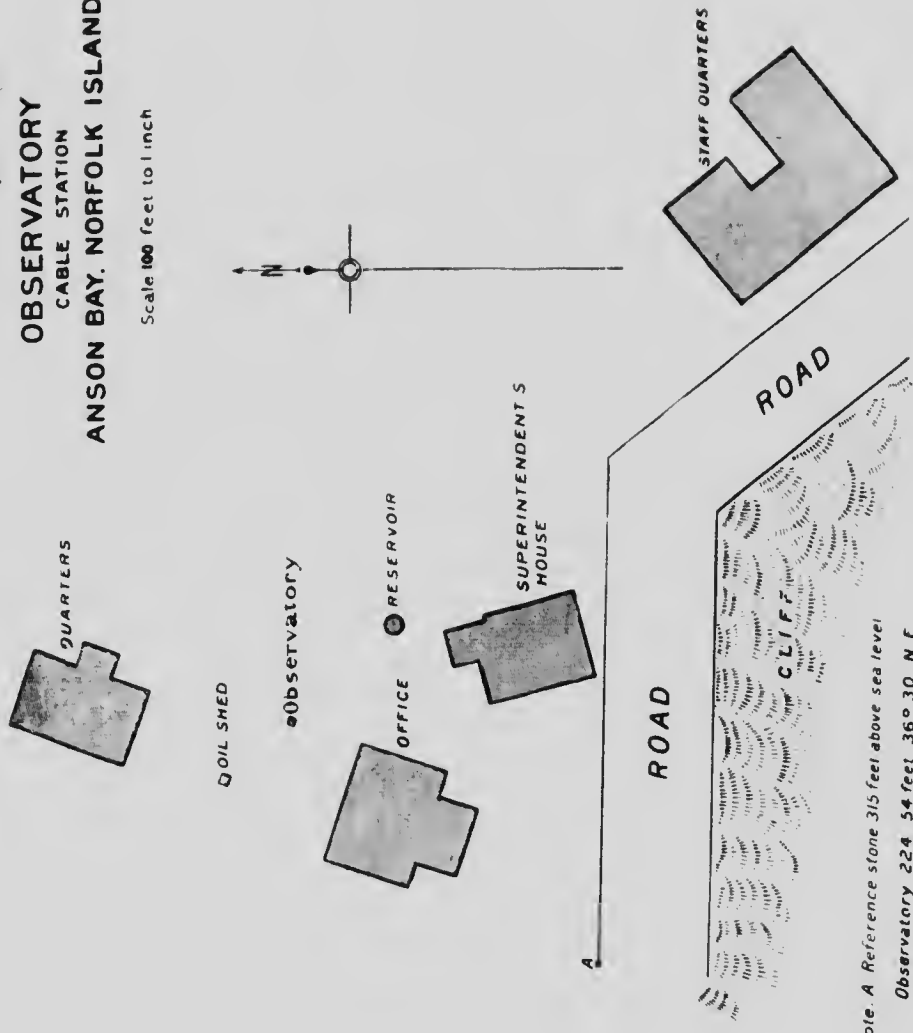 OBSERVATORY
CABLE STATION
ANSON BAY, NORFOLK ISLAND
Scale 100 feet to 1 inch
N
QUARTERS
OIL SHED
Observatory
RESERVOIR
OFFICE
SUPERINTENDENT S
HOUSE
STAFF QUARTERS
A
ROAD
ROAD
CLIFF
A Reference stone 315 feet above sea level
Observatory 224 54 feet 36° 30 N E